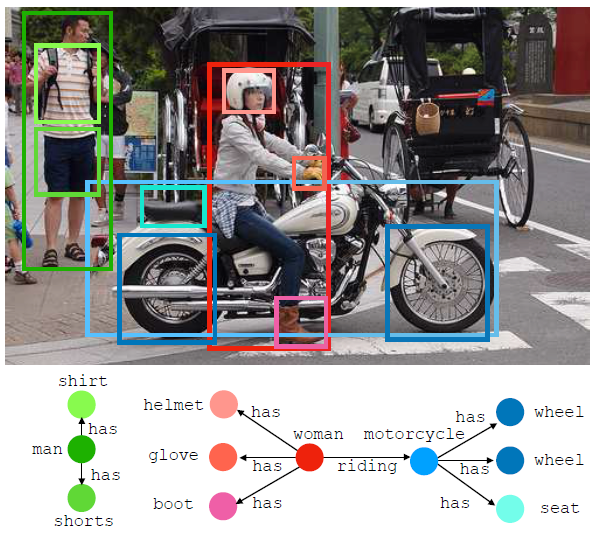 shirt
has
man
has
shorts
helmet
has
glove
has
boot
has
woman
riding
motorcycle
has
wheel
has
wheel
has
seat